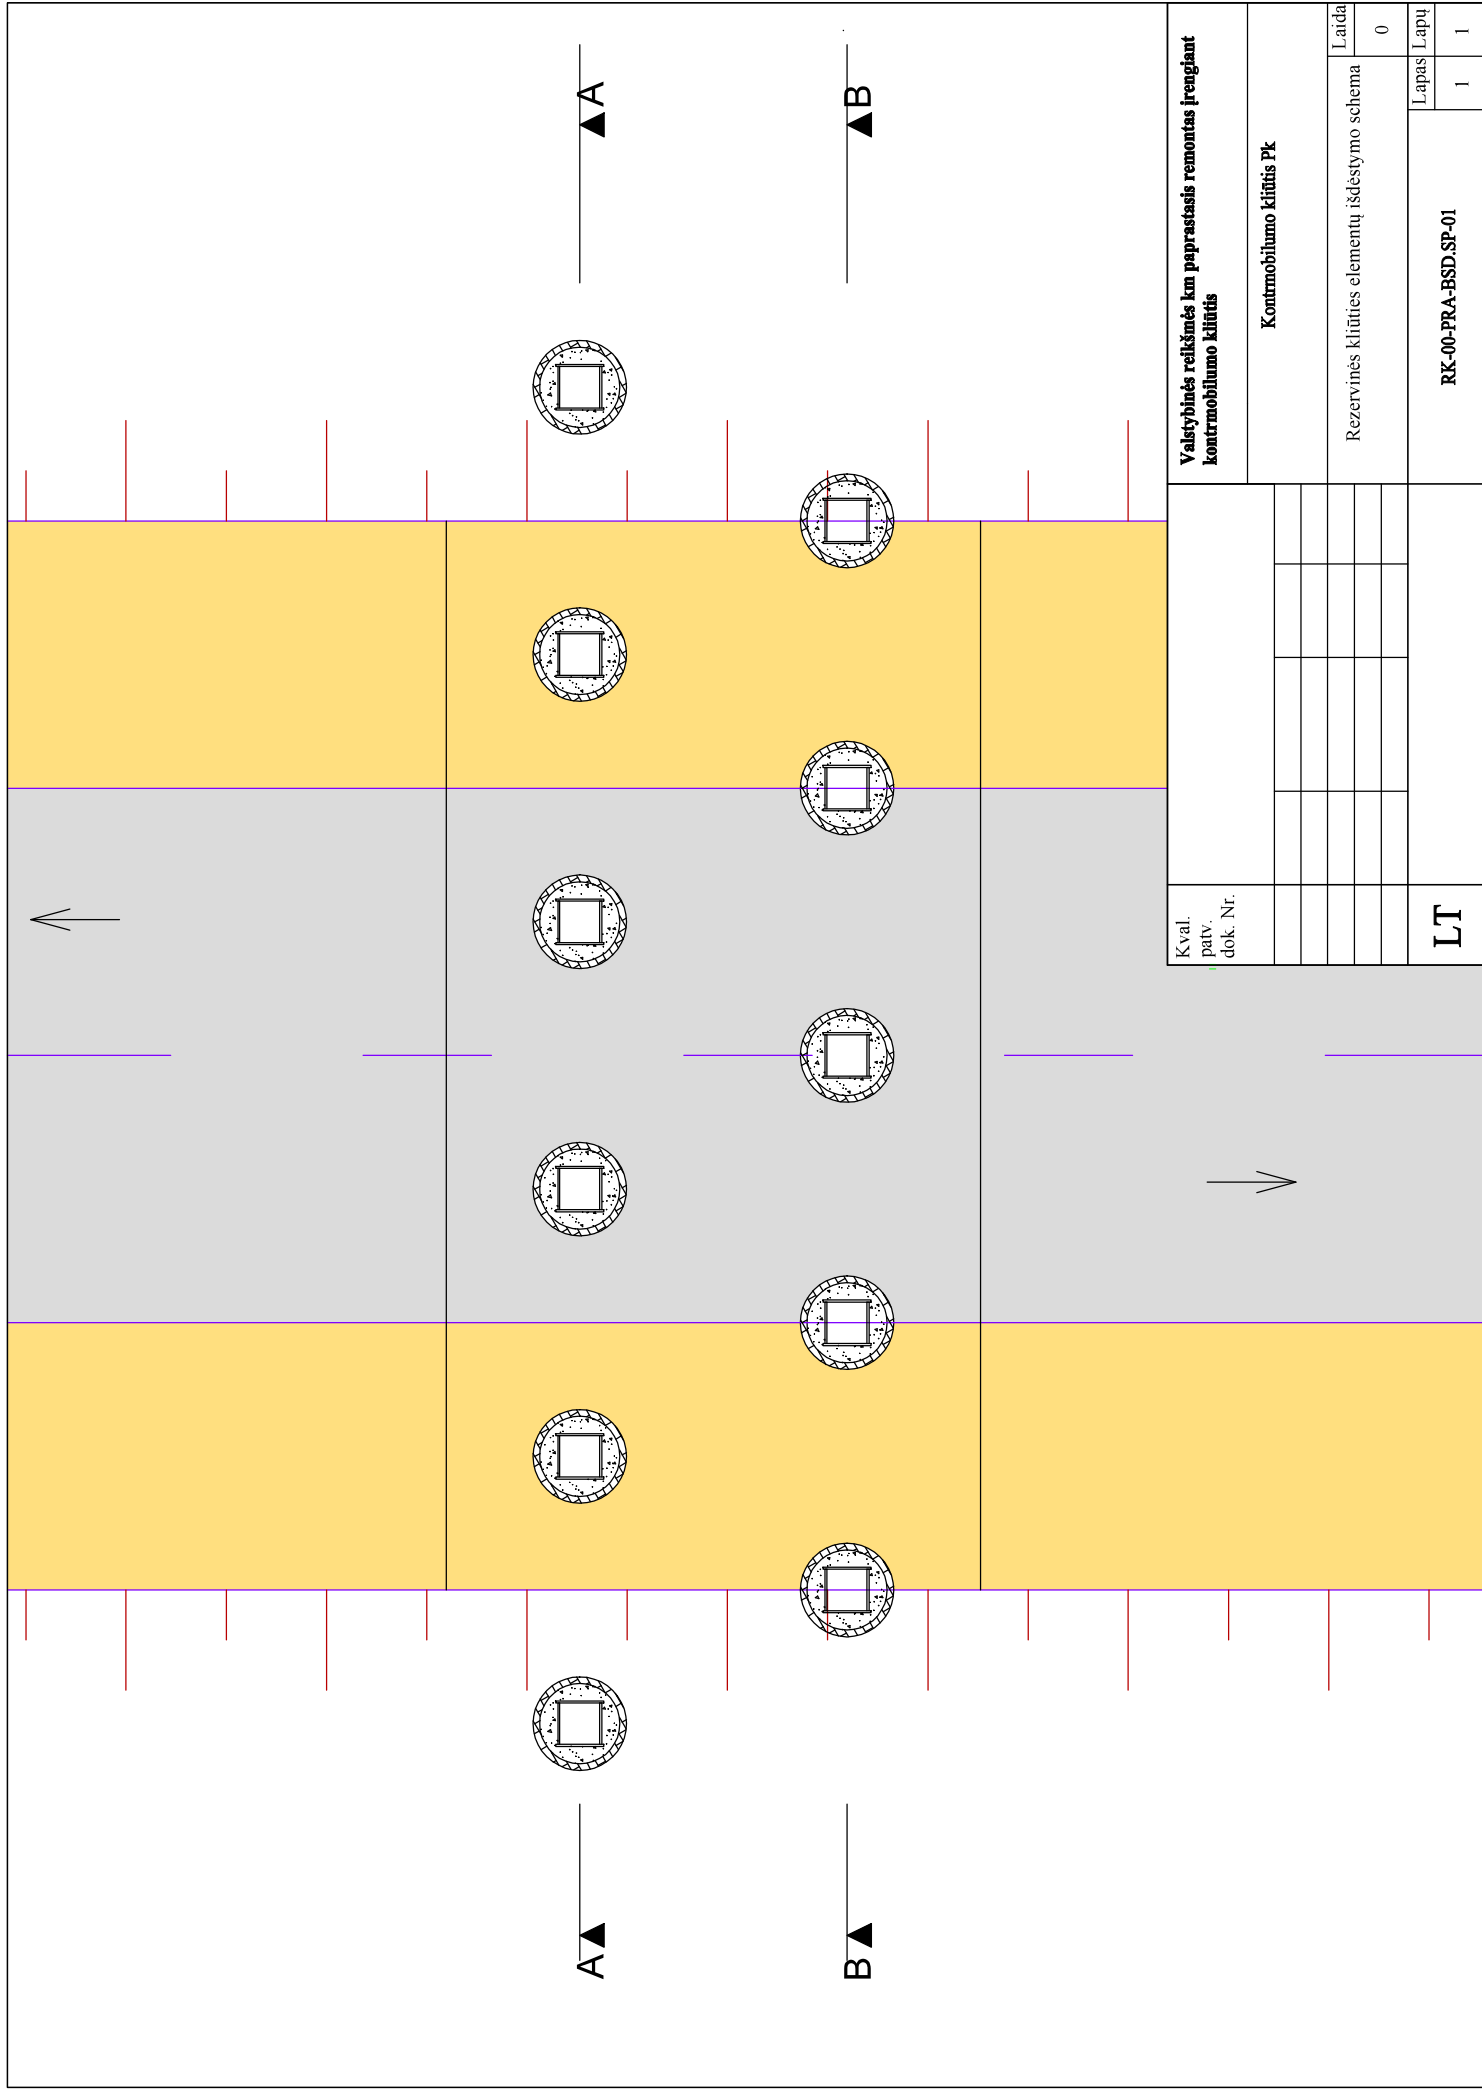 A
A
B
B
Valstybinės reikšmės km paprastasis remontas įrengiant
kontrmobilumo kliūtis
Kontrmobilumo kliūtis Pk
Rezervinės kliūties elementų išdėstymo schema
Laida
0
Kval.
patv.
dok. Nr.
LT
RK-00-PRA-BSD.SP-01
Lapas Lapų
1 1